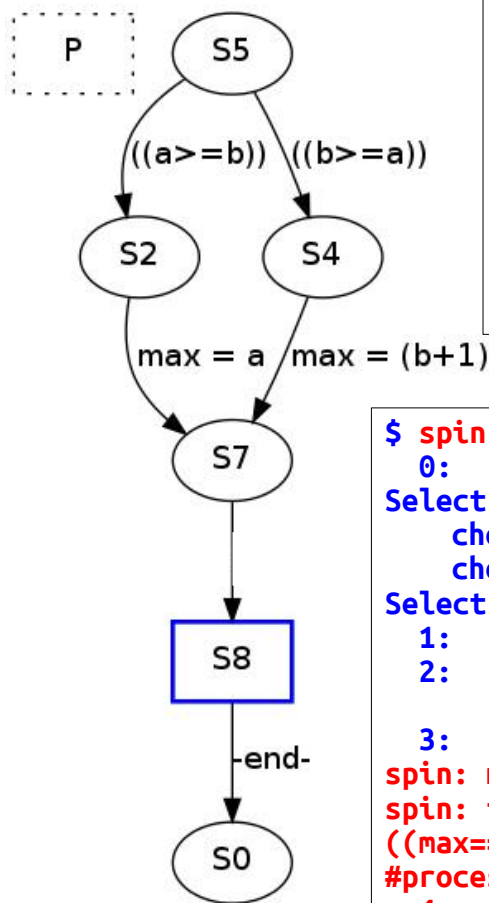 P
S5
((a>=b))
((b>=a))
S2
S4
max = a
max = (b+1)
S7
S8
-end-
S0
$ spin
0:
Select
Select
1:
2:
3:
spin:
spin:
((max=